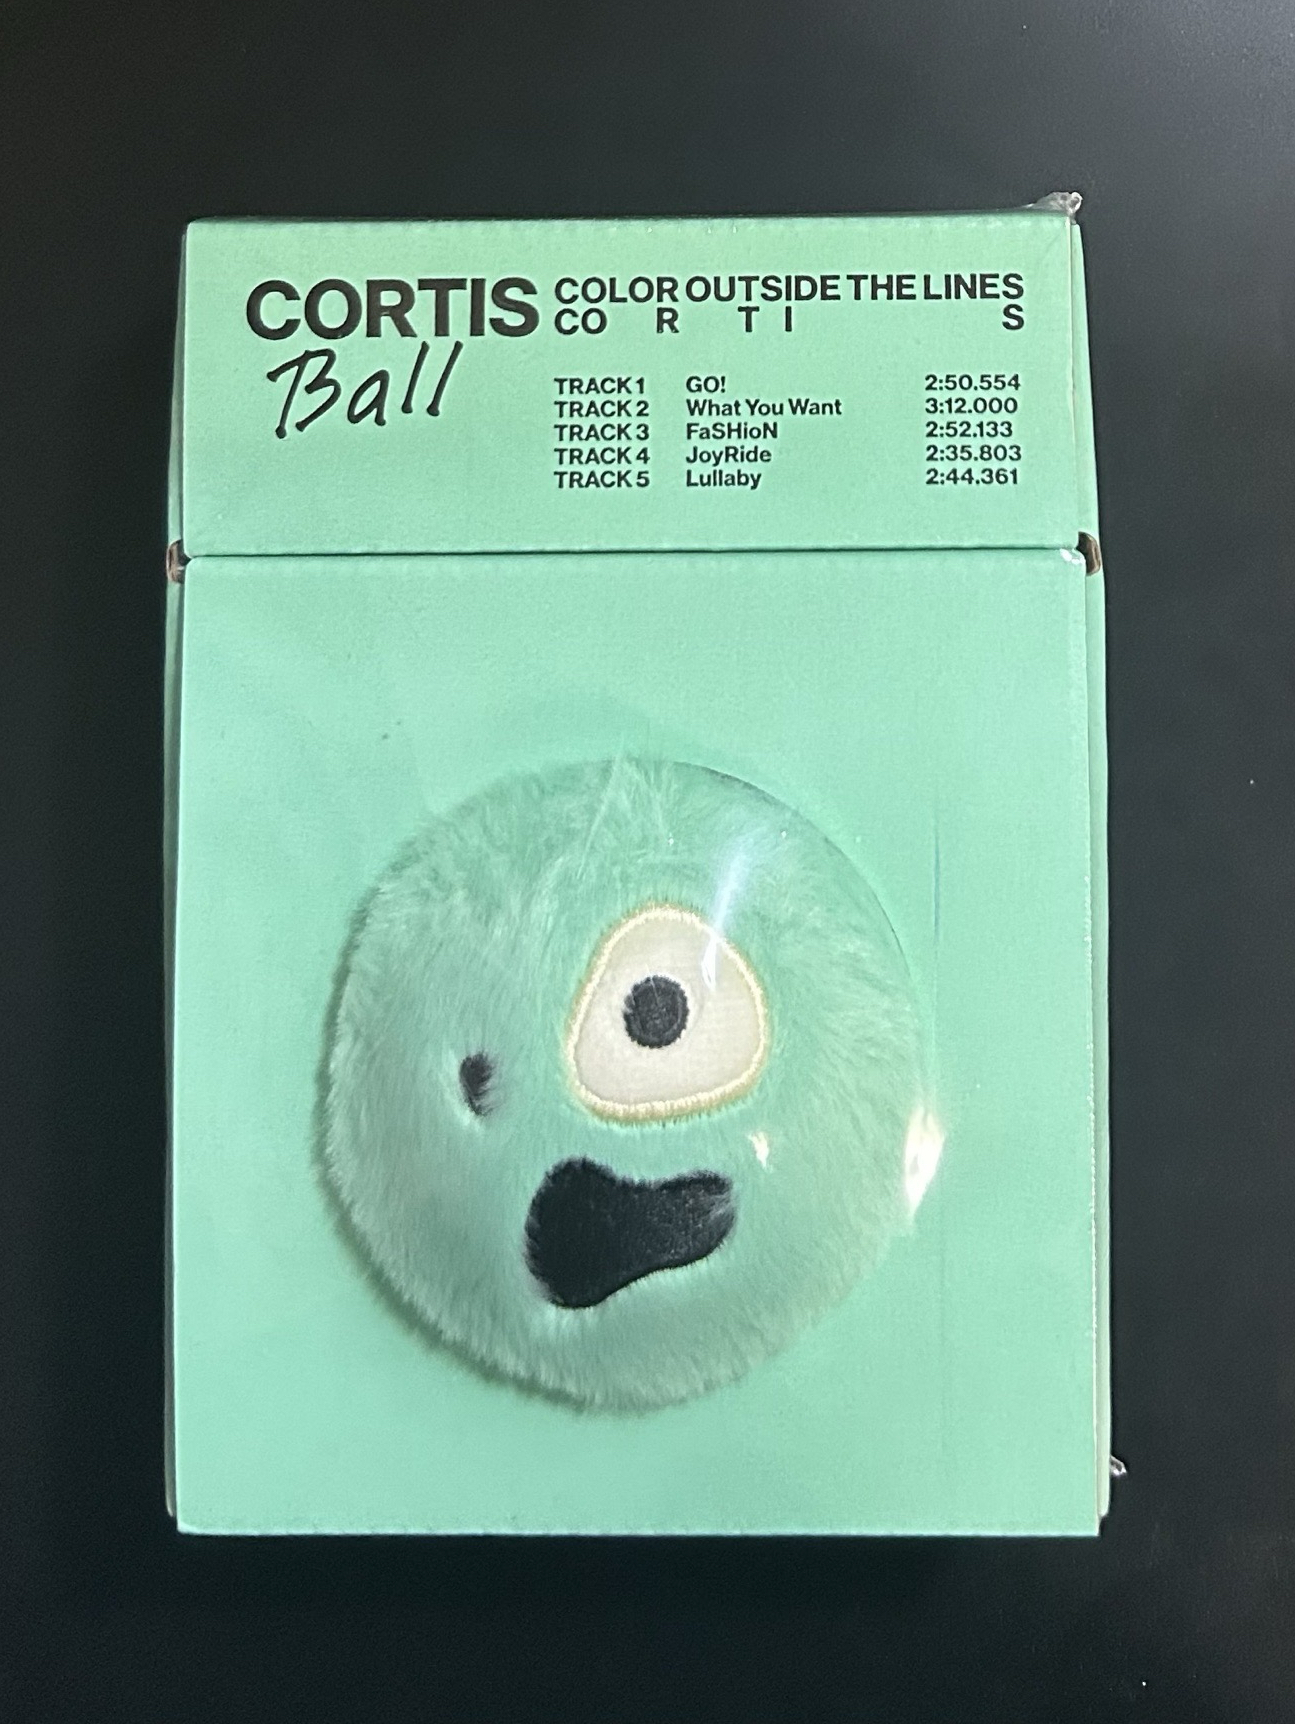 CORTIS
Ball
COLOR OUTSIDE THE LINES
CO R T I S
TRACK 1 GO! 2:50.554
TRACK 2 What You Want 3:12.000
TRACK 3 FaSHioN 2:52.133
TRACK 4 JoyRide 2:35.803
TRACK 5 Lullaby 2:44.361